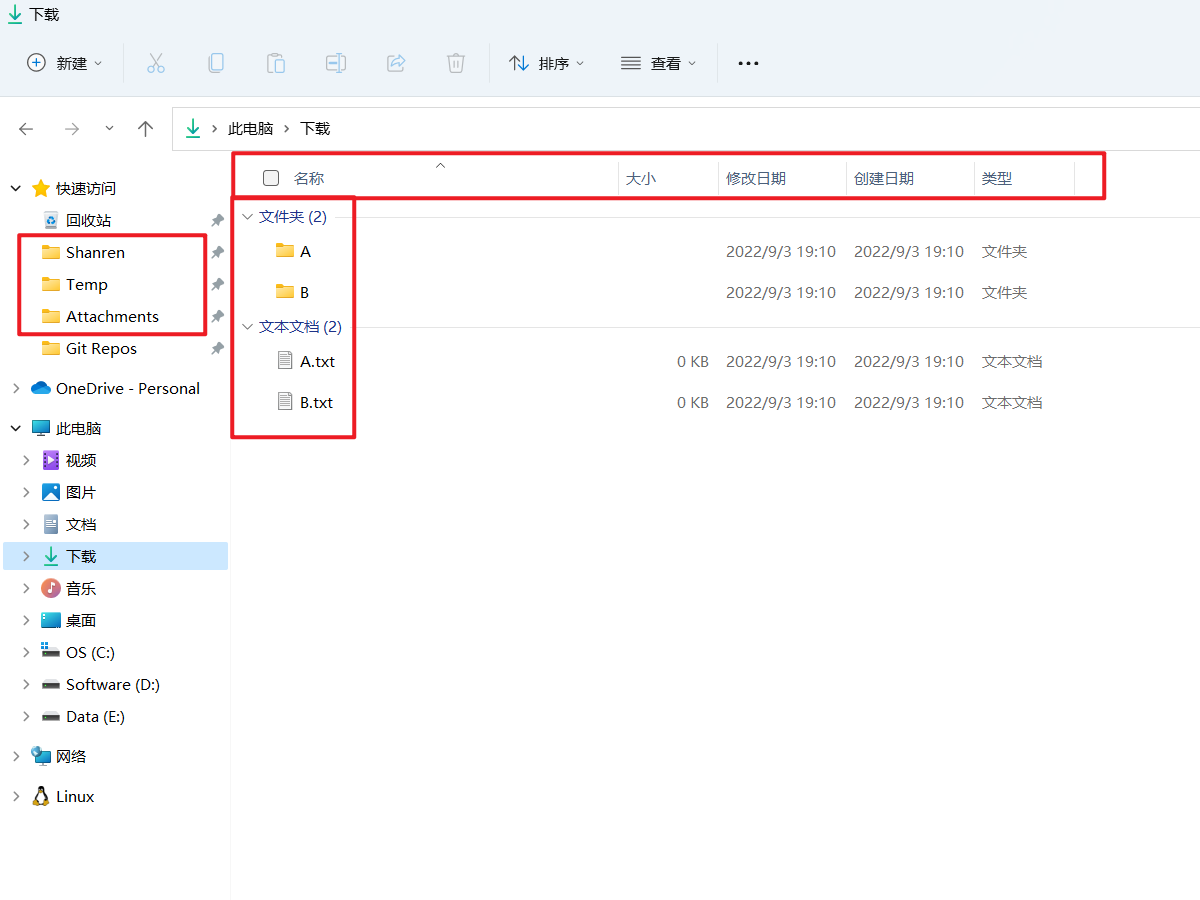 下载
新建 排序 查看
此电脑 下载
名称 大小 修改日期 创建日期 类型
快速访问
回收站
Shanren
Temp
Attachments
Git Repos
OneDrive - Personal
此电脑
视频
图片
文档
下载
音乐
桌面
OS (C:)
Software (D:)
Data (E:)
网络
Linux
文件夹 (2)
A 2022/9/3 19:10 2022/9/3 19:10 文件夹
B 2022/9/3 19:10 2022/9/3 19:10 文件夹
文本文档 (2)
A.txt 0 KB 2022/9/3 19:10 2022/9/3 19:10 文本文档
B.txt 0 KB 2022/9/3 19:10 2022/9/3 19:10 文本文档